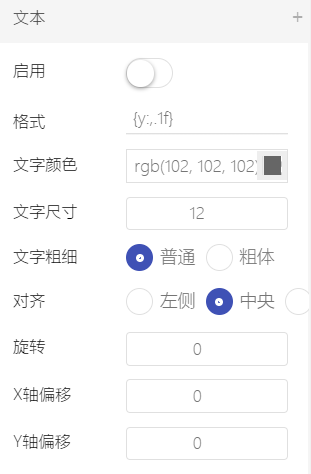 文本 +
启用
格式 {y:,.1f}
文字颜色 rgb(102, 102, 102)
文字尺寸 12
文字粗细 普通 粗体
对齐 左侧 中央
旋转 0
X轴偏移 0
Y轴偏移 0